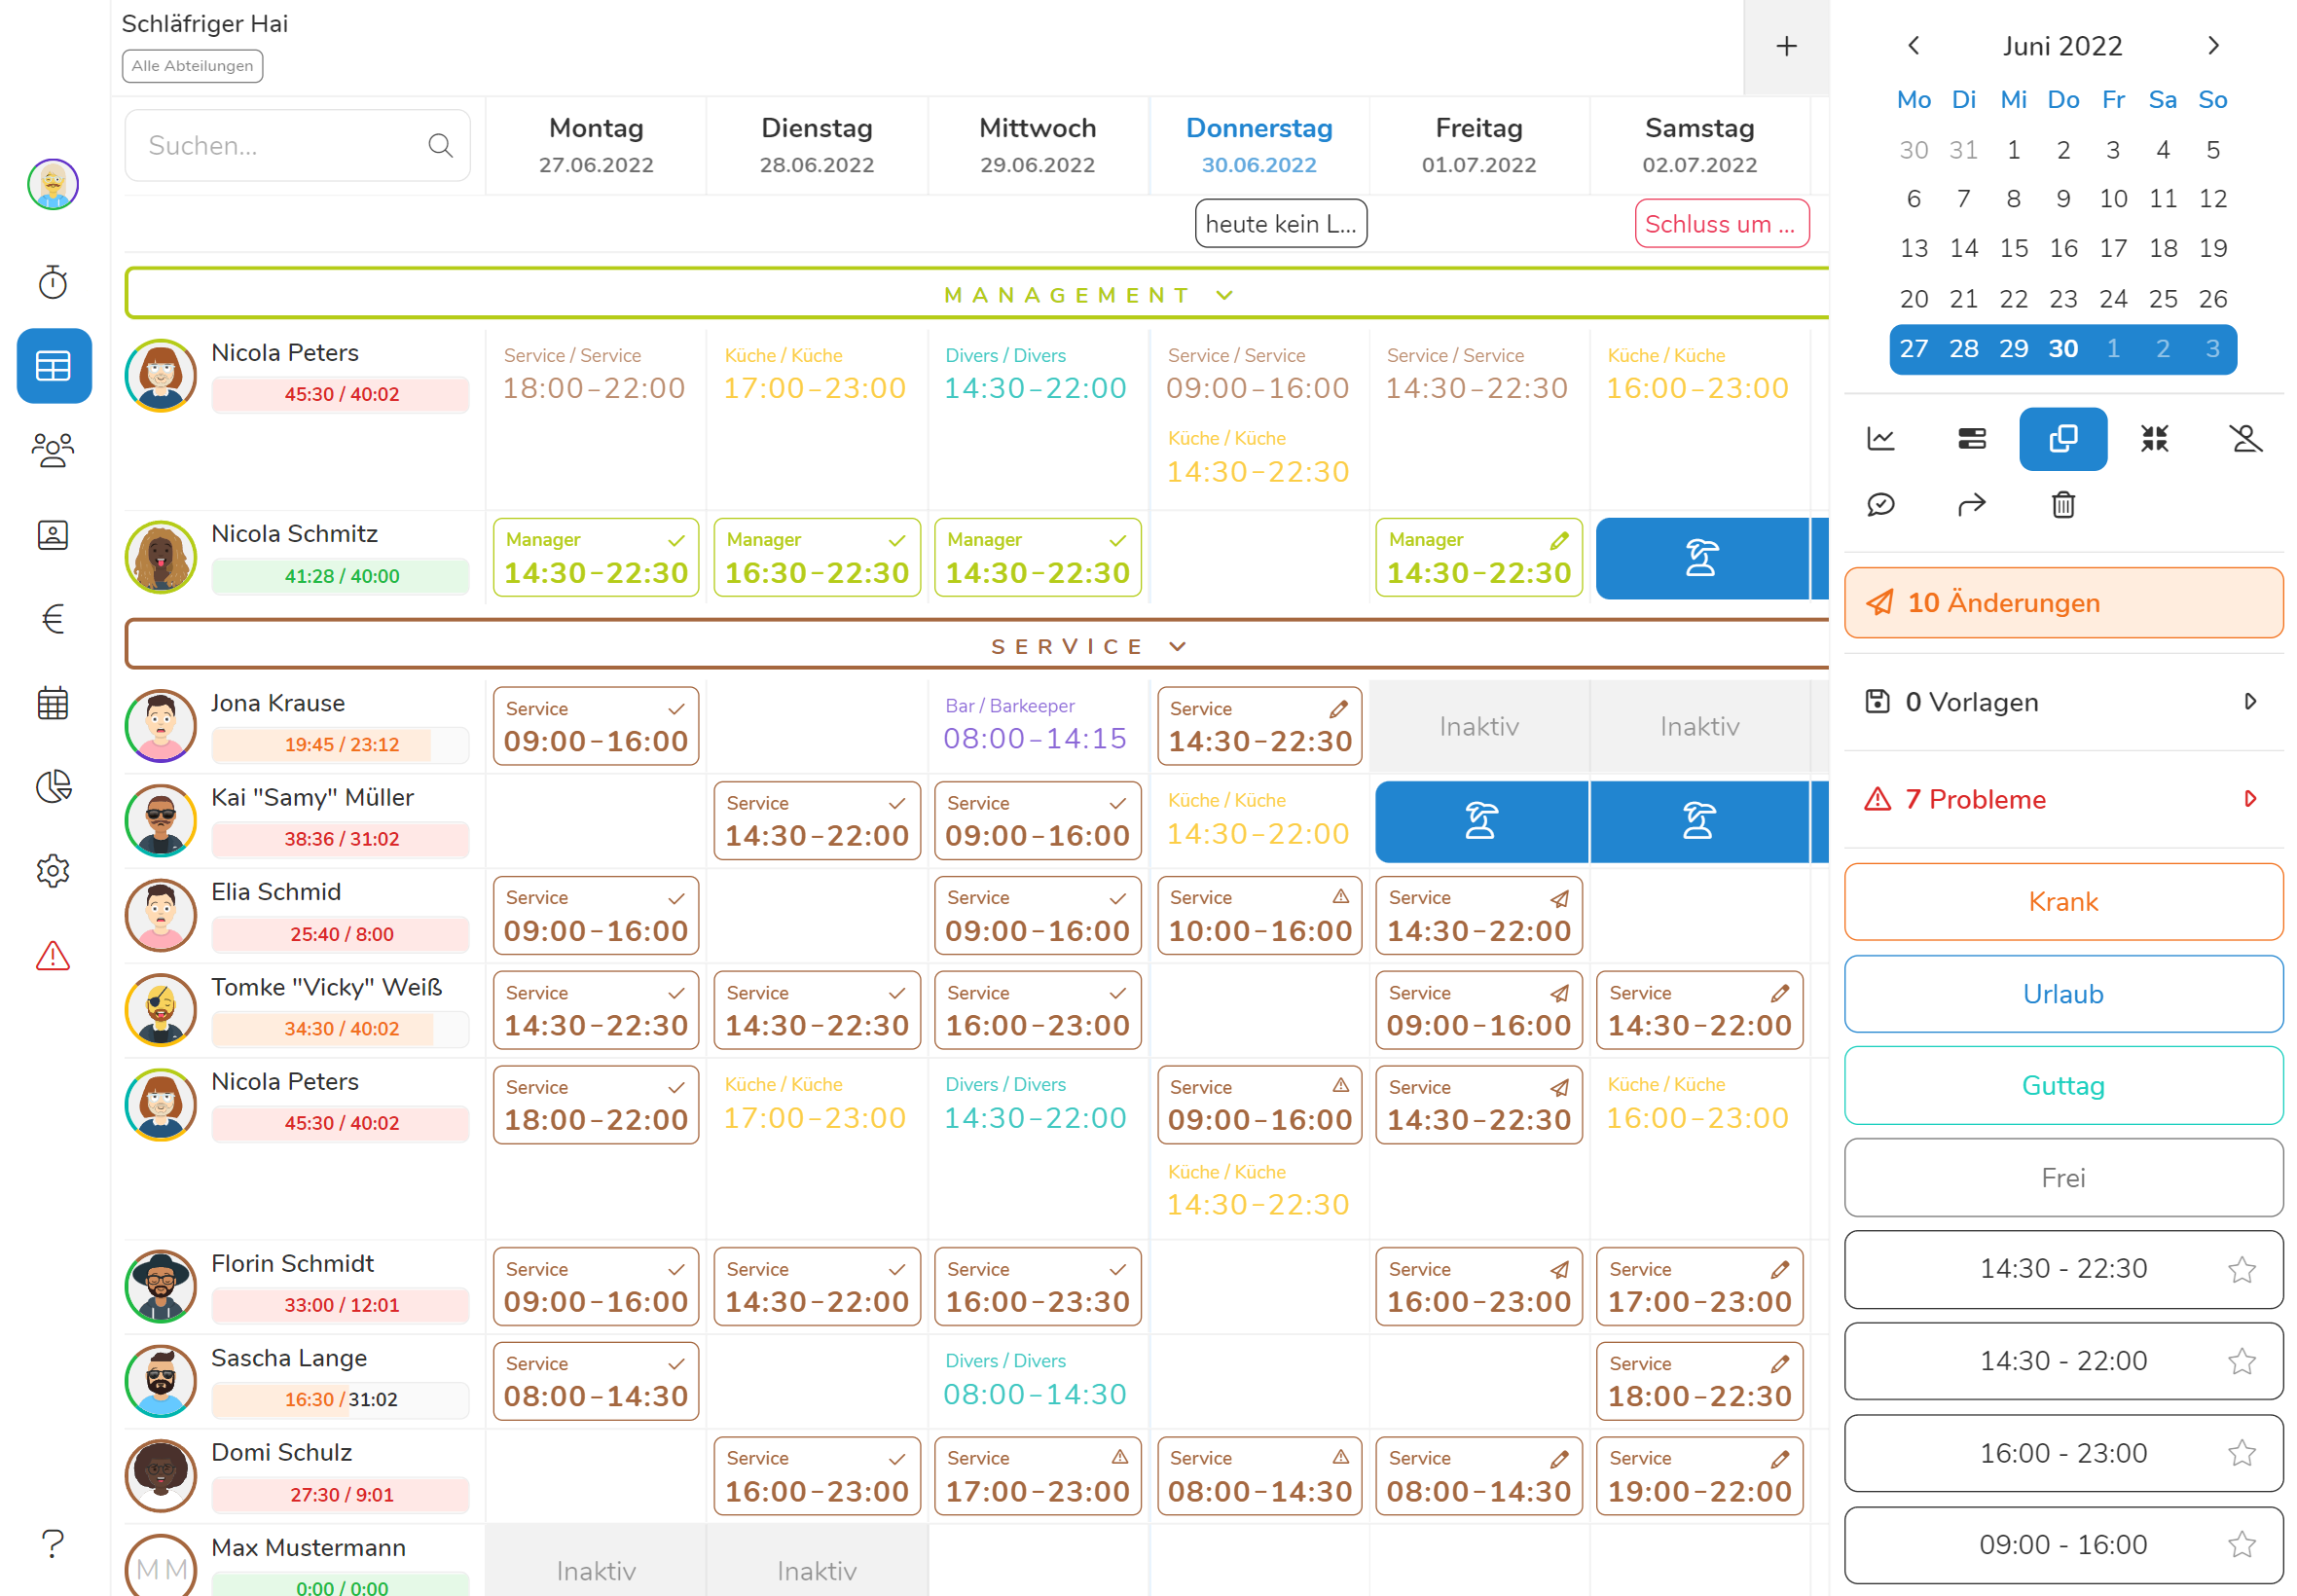 Schläfriger Hai
Alle Abteilungen
+
Suchen...
Montag
27.06.2022
Dienstag
28.06.2022
Mittwoch
29.06.2022
Donnerstag
30.06.2022
Freitag
01.07.2022
Samstag
02.07.2022
heute kein L...
Schluss um ...
MANAGEMENT
Nicola Peters
45:30 / 40:02
Service / Service
18:00-22:00
Küche / Küche
17:00-23:00
Divers / Divers
14:30-22:00
Service / Service
09:00-16:00
Küche / Küche
14:30-22:30
Service / Service
14:30-22:30
Küche / Küche
16:00-23:00
Nicola Schmitz
41:28 / 40:00
Manager
14:30-22:30
Manager
16:30-22:30
Manager
14:30-22:30
Manager
14:30-22:30
SERVICE
Jona Krause
19:45 / 23:12
Service
09:00-16:00
Bar / Barkeeper
08:00-14:15
Service
14:30-22:30
Inaktiv
Inaktiv
Kai "Samy" Müller
38:36 / 31:02
Service
14:30-22:00
Service
09:00-16:00
Küche / Küche
14:30-22:00
Elia Schmid
25:40 / 8:00
Service
09:00-16:00
Service
09:00-16:00
Service
10:00-16:00
Service
14:30-22:00
Tomke "Vicky" Weiß
34:30 / 40:02
Service
14:30-22:30
Service
14:30-22:30
Service
16:00-23:00
Service
09:00-16:00
Service
14:30-22:00
Nicola Peters
45:30 / 40:02
Service
18:00-22:00
Küche / Küche
17:00-23:00
Divers / Divers
14:30-22:00
Service
09:00-16:00
Küche / Küche
14:30-22:30
Service
14:30-22:30
Küche / Küche
16:00-23:00
Florin Schmidt
33:00 / 12:01
Service
09:00-16:00
Service
14:30-22:00
Service
16:00-23:30
Service
16:00-23:00
Service
17:00-23:00
Sascha Lange
16:30 / 31:02
Service
08:00-14:30
Divers / Divers
08:00-14:30
Service
18:00-22:30
Domi Schulz
27:30 / 9:01
Service
16:00-23:00
Service
17:00-23:00
Service
08:00-14:30
Service
08:00-14:30
Service
19:00-22:00
MM
Max Mustermann
0:00 / 0:00
Inaktiv
Inaktiv
€
?
Juni 2022
Mo Di Mi Do Fr Sa So
30 31 1 2 3 4 5
6 7 8 9 10 11 12
13 14 15 16 17 18 19
20 21 22 23 24 25 26
27 28 29 30 1 2 3
10 Änderungen
0 Vorlagen
7 Probleme
Krank
Urlaub
Guttag
Frei
14:30 - 22:30
14:30 - 22:00
16:00 - 23:00
09:00 - 16:00